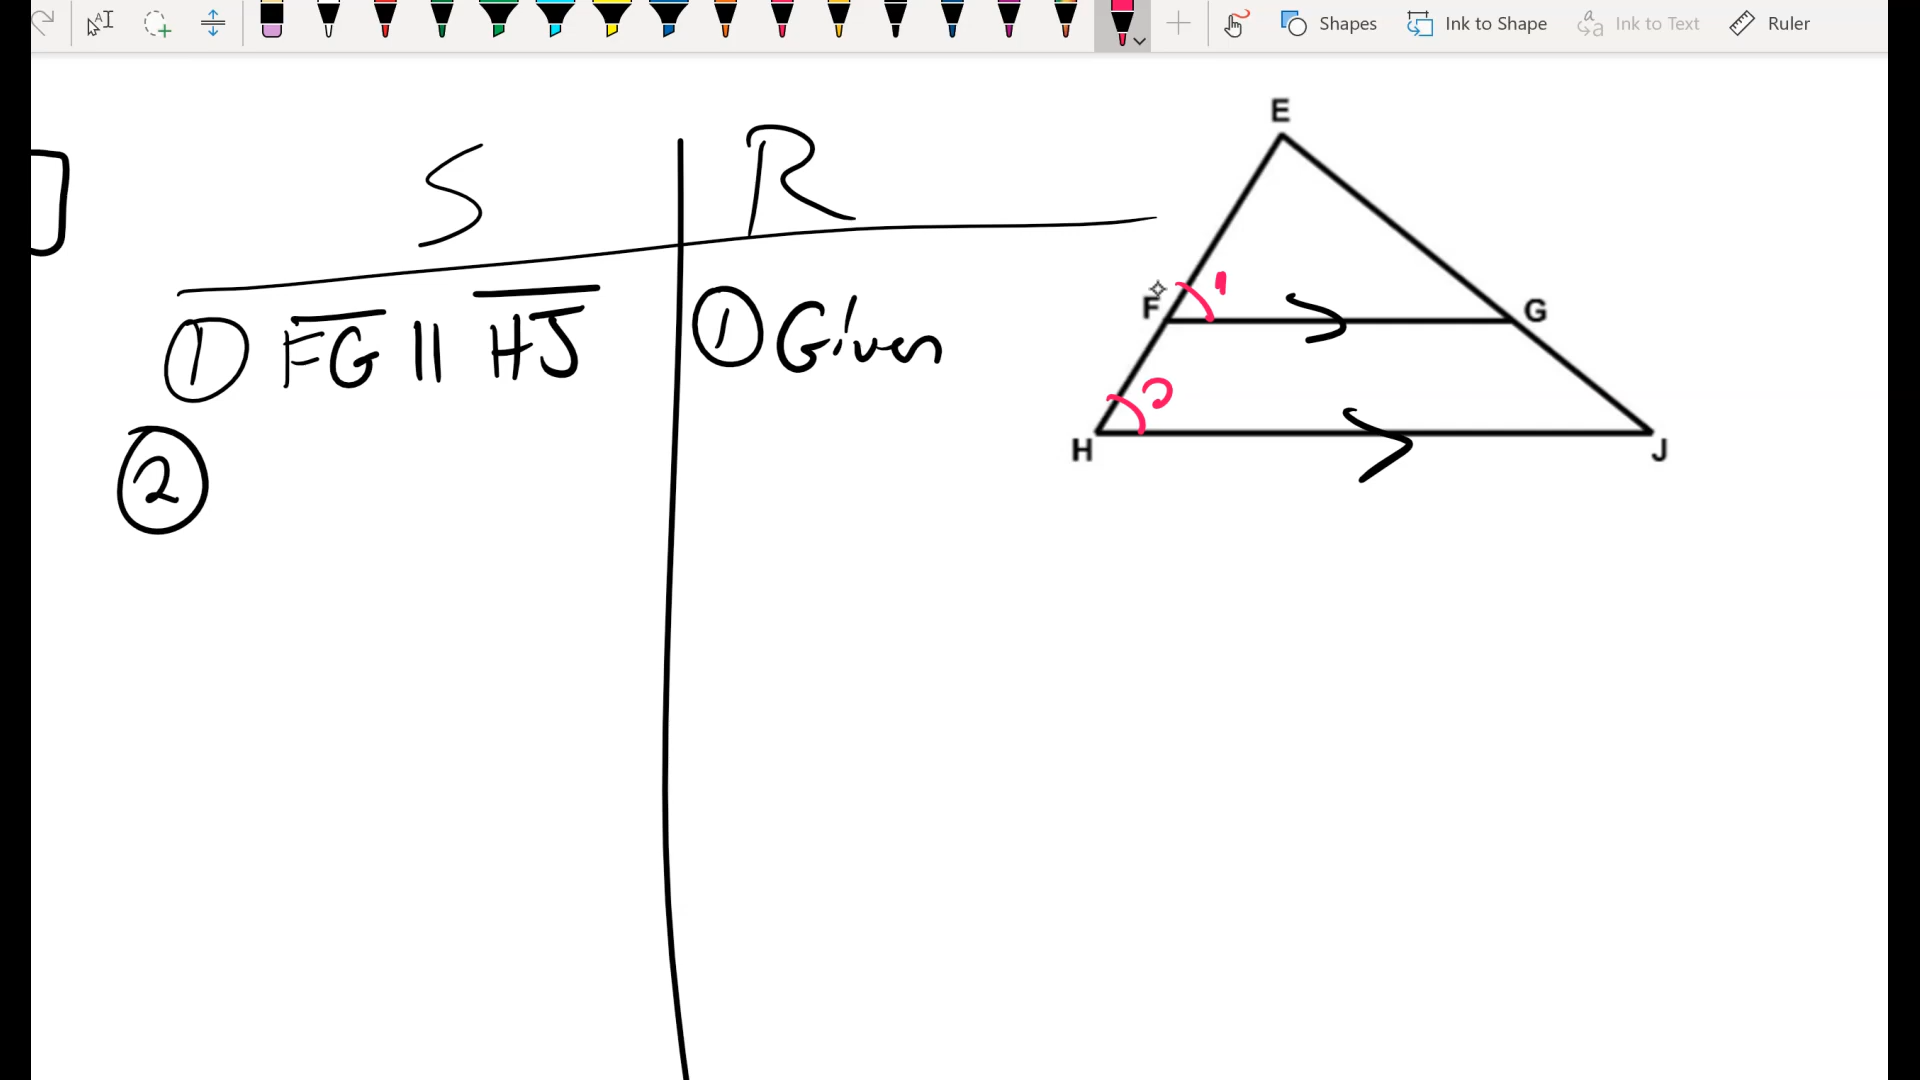 Shapes
Ink to Shape
Ink to Text
Ruler
S
R
① FG || HJ
① Given
②
E
F
1
G
2
H
J